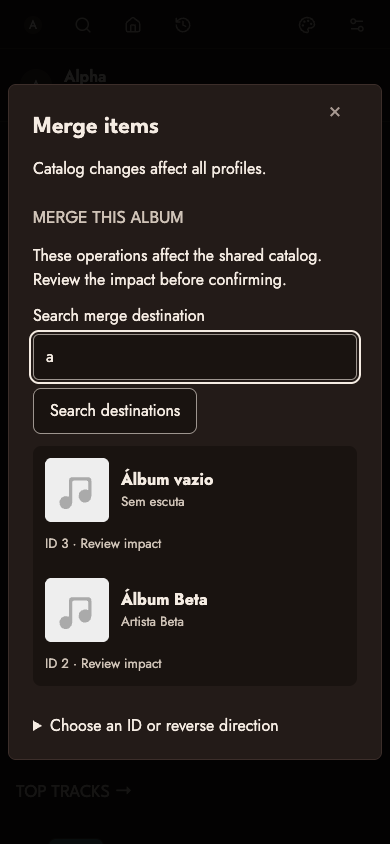 A
Alpha
Merge items
×
Catalog changes affect all profiles.
MERGE THIS ALBUM
These operations affect the shared catalog.
Review the impact before confirming.
Search merge destination
a
Search destinations
Álbum vazio
Sem escuta
ID 3 · Review impact
Álbum Beta
Artista Beta
ID 2 · Review impact
▶ Choose an ID or reverse direction
TOP TRACKS →